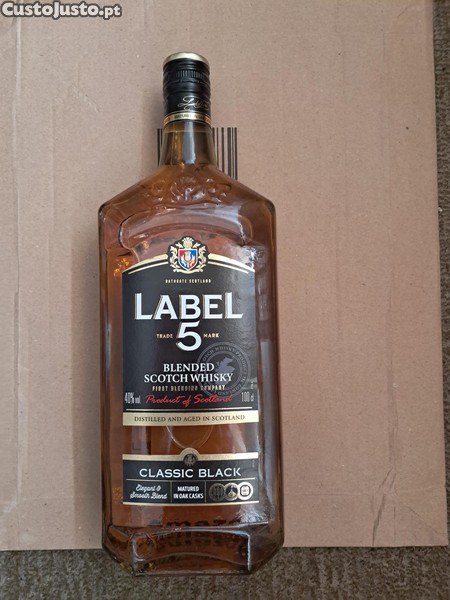 CustoJusto.pt
BATHGATE SCOTLAND
LABEL
TRADE 5 MARK
BLENDED
SCOTCH WHISKY
FIRST BLENDING COMPANY
40%vol Product of Scotland 100 cl
DISTILLED AND AGED IN SCOTLAND
CLASSIC BLACK
Elegant & Smooth Blend
MATURED IN OAK CASKS